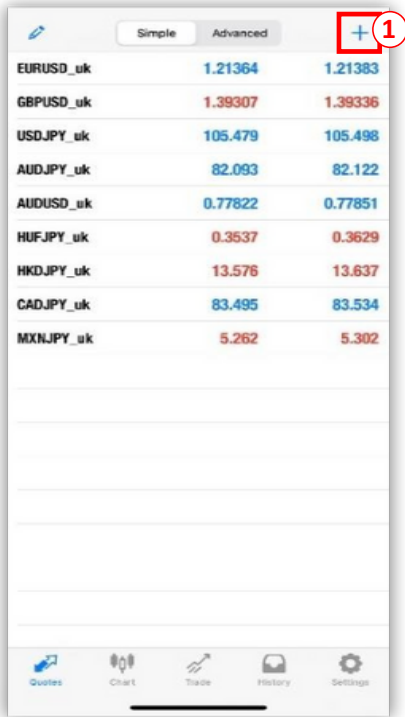 Simple Advanced + 1
EURUSD_uk 1.21364 1.21383
GBPUSD_uk 1.39307 1.39336
USDJPY_uk 105.479 105.498
AUDJPY_uk 82.093 82.122
AUDUSD_uk 0.77822 0.77851
HUFJPY_uk 0.3537 0.3629
HKDJPY_uk 13.576 13.637
CADJPY_uk 83.495 83.534
MXNJPY_uk 5.262 5.302
Quotes Chart Trade History Settings